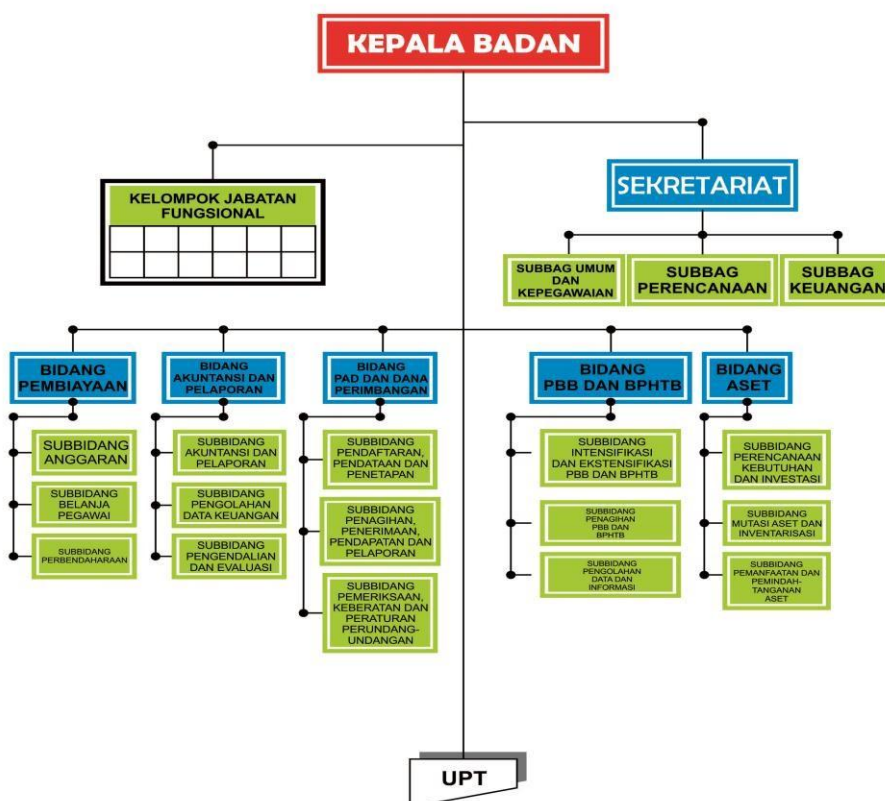 KEPALA BADAN
KELOMPOK JABATAN
FUNGSIONAL
SEKRETARIAT
SUBBAG UMUM
DAN
KEPEGAWAIAN
SUBBAG
PERENCANAAN
SUBBAG
KEUANGAN
BIDANG
PEMBIAYAAN
BIDANG
AKUNTANSI DAN
PELAPORAN
BIDANG
PAD DAN DANA
PERIMBANGAN
BIDANG
PBB DAN BPHTB
BIDANG
ASET
SUBBIDANG
ANGGARAN
SUBBIDANG
BELANJA
PEGAWAI
SUBBIDANG
PERBENDAHARAAN
SUBBIDANG
AKUNTANSI DAN
PELAPORAN
SUBBIDANG
PENGOLAHAN
DATA KEUANGAN
SUBBIDANG
PENGENDALIAN
DAN EVALUASI
SUBBIDANG
PENDAFTARAN,
PENDATAAN DAN
PENETAPAN
SUBBIDANG
PENAGIHAN,
PENERIMAAN,
PENDAPATAN DAN
PELAPORAN
SUBBIDANG
PEMERIKSAAN,
KEBERATAN DAN
PERATURAN
PERUNDANG-
UNDANGAN
SUBBIDANG
INTENSIFIKASI
DAN EKSTENSIFIKASI
PBB DAN BPHTB
SUBBIDANG
PENAGIHAN
PBB DAN
BPHTB
SUBBIDANG
PENGOLAHAN
DATA DAN
INFORMASI
SUBBIDANG
PERENCANAAN
KEBUTUHAN
DAN INVESTASI
SUBBIDANG
MUTASI ASET DAN
INVENTARISASI
SUBBIDANG
PEMANFAATAN DAN
PEMINDAH-
TANGANAN
ASET
UPT